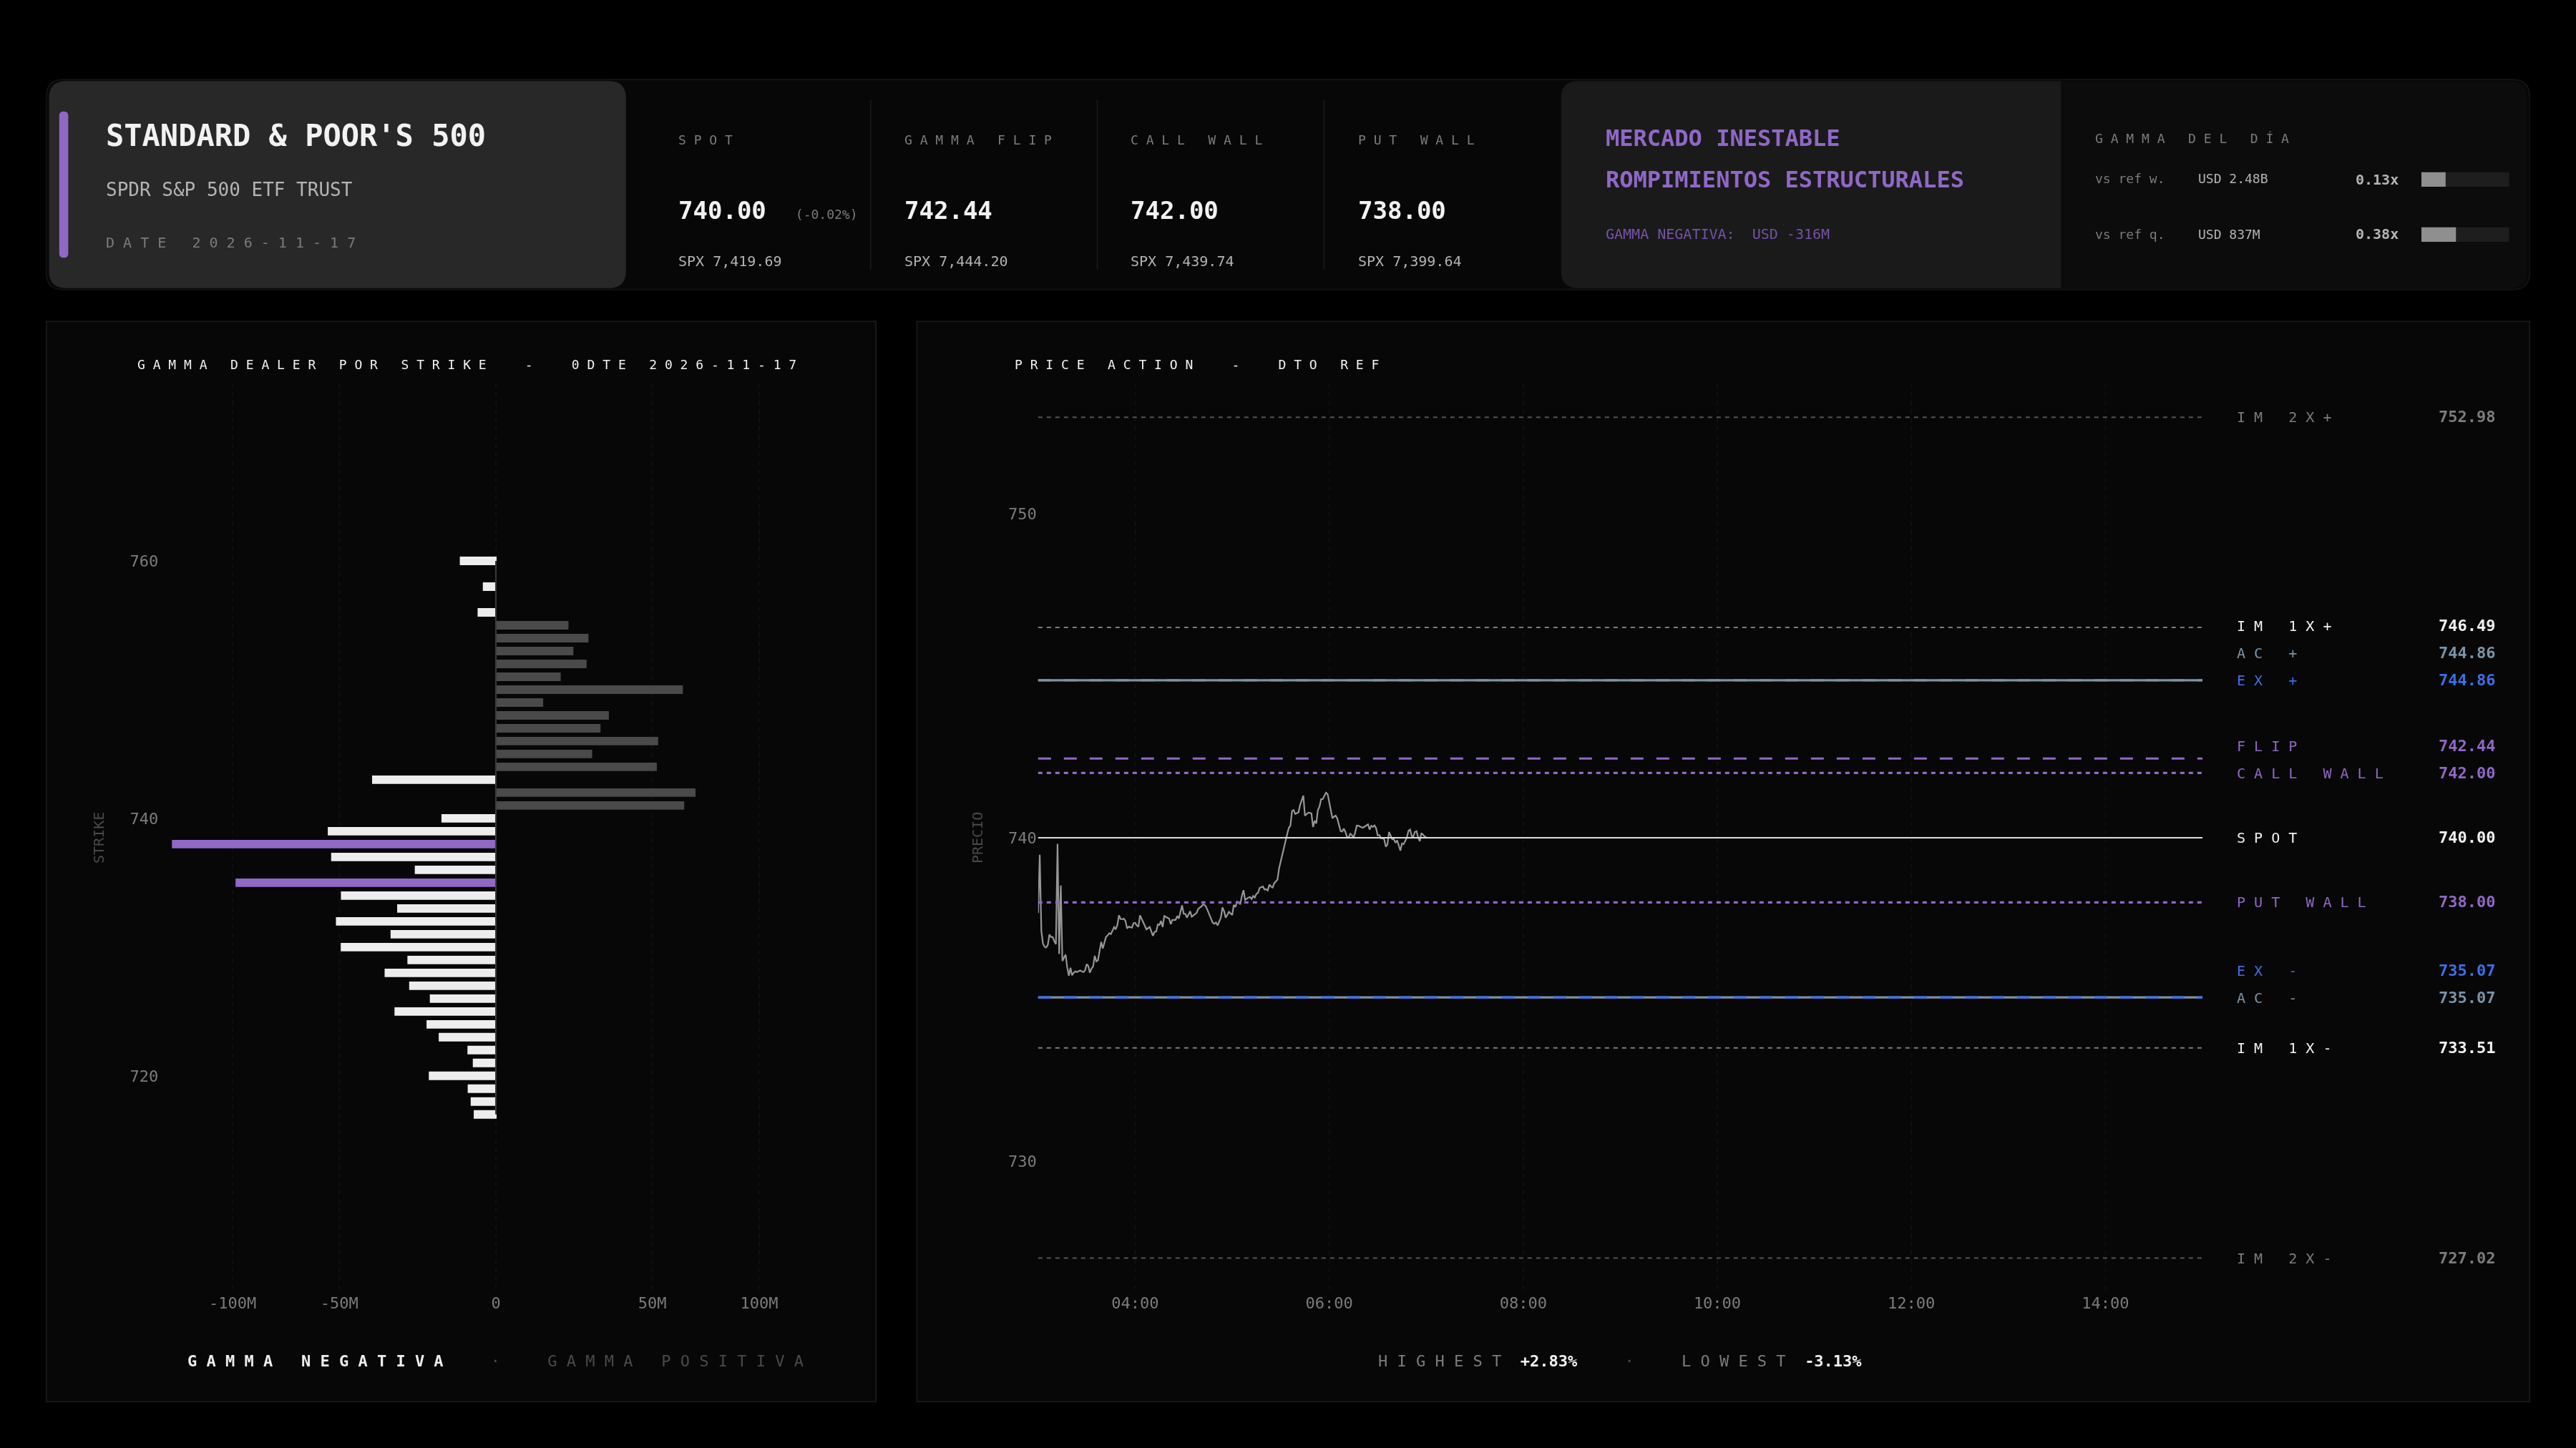 STANDARD & POOR'S 500
SPDR S&P 500 ETF TRUST
DATE 2026-11-17
SPOT
740.00 (-0.02%)
SPX 7,419.69
GAMMA FLIP
742.44
SPX 7,444.20
CALL WALL
742.00
SPX 7,439.74
PUT WALL
738.00
SPX 7,399.64
MERCADO INESTABLE
ROMPIMIENTOS ESTRUCTURALES
GAMMA NEGATIVA: USD -316M
GAMMA DEL DÍA
vs ref w. USD 2.48B 0.13x
vs ref q. USD 837M 0.38x
GAMMA DEALER POR STRIKE - 0DTE 2026-11-17
STRIKE
760
740
720
-100M -50M 0 50M 100M
GAMMA NEGATIVA · GAMMA POSITIVA
PRICE ACTION - DTO REF
PRECIO
750
740
730
IM 2X+ 752.98
IM 1X+ 746.49
AC + 744.86
EX + 744.86
FLIP 742.44
CALL WALL 742.00
SPOT 740.00
PUT WALL 738.00
EX - 735.07
AC - 735.07
IM 1X- 733.51
IM 2X- 727.02
04:00 06:00 08:00 10:00 12:00 14:00
HIGHEST +2.83% · LOWEST -3.13%